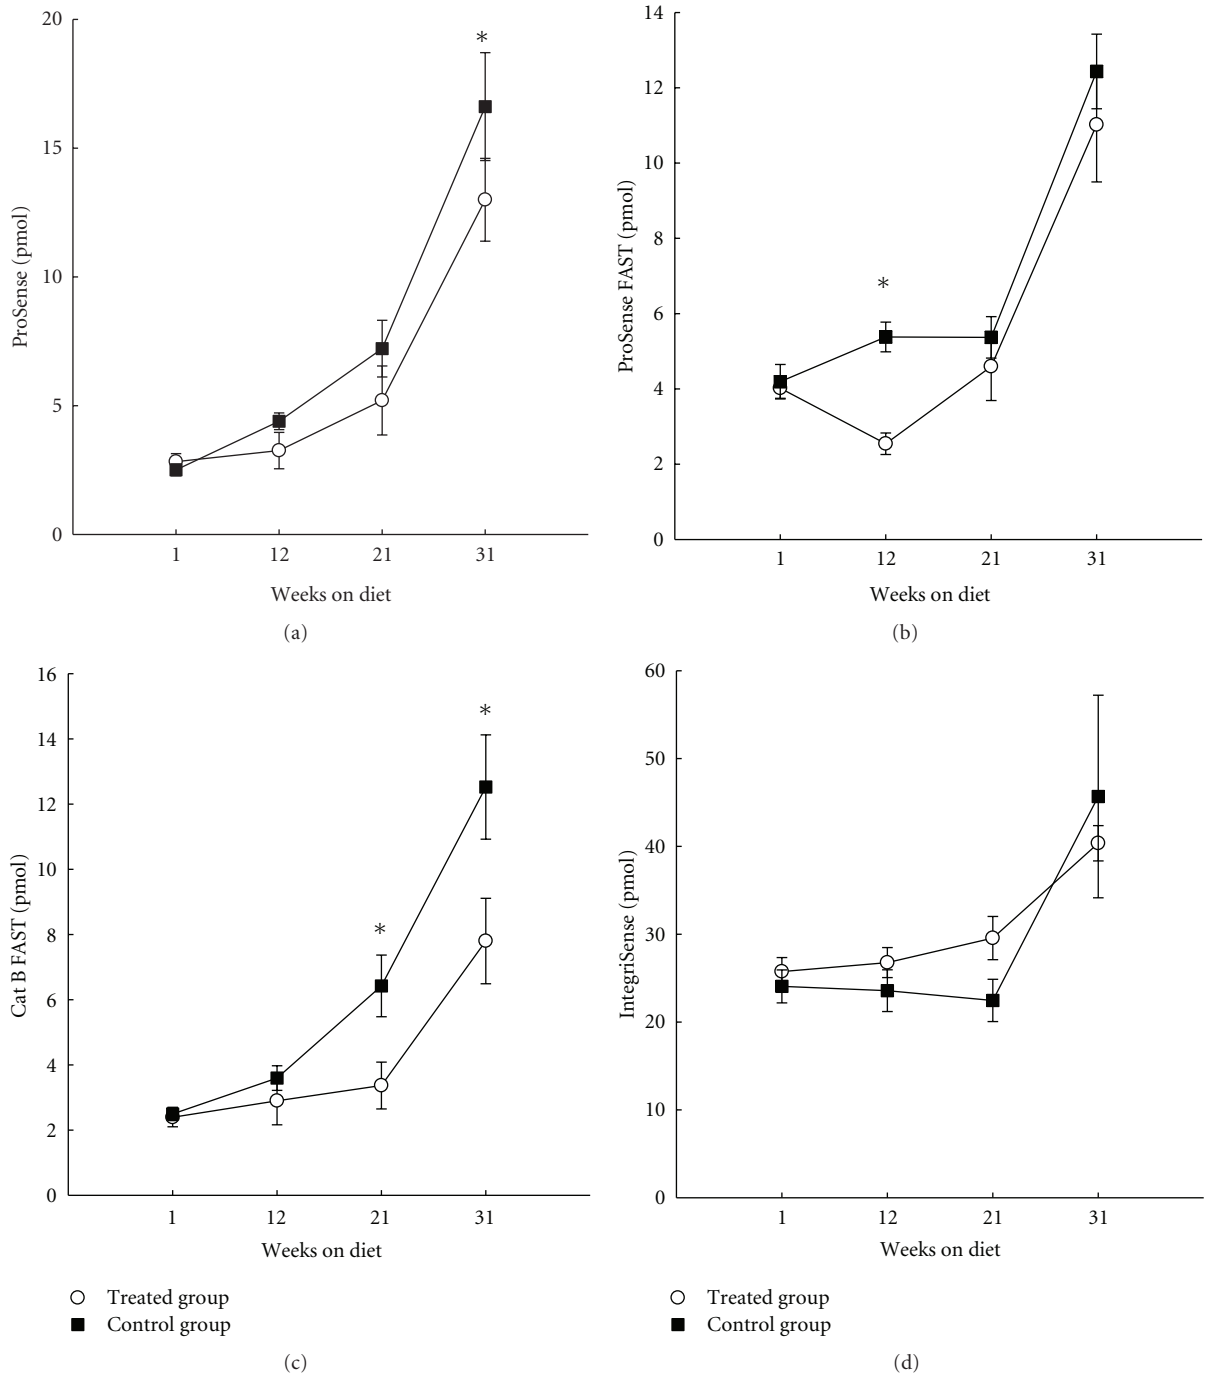 20
15
10
5
0
ProSense (pmol)
*
1 12 21 31
Weeks on diet
(a)
14
12
10
8
6
4
2
0
ProSense FAST (pmol)
*
1 12 21 31
Weeks on diet
(b)
16
14
12
10
8
6
4
2
0
Cat B FAST (pmol)
*
*
1 12 21 31
Weeks on diet
Treated group
Control group
(c)
60
50
40
30
20
10
0
IntegriSense (pmol)
1 12 21 31
Weeks on diet
Treated group
Control group
(d)